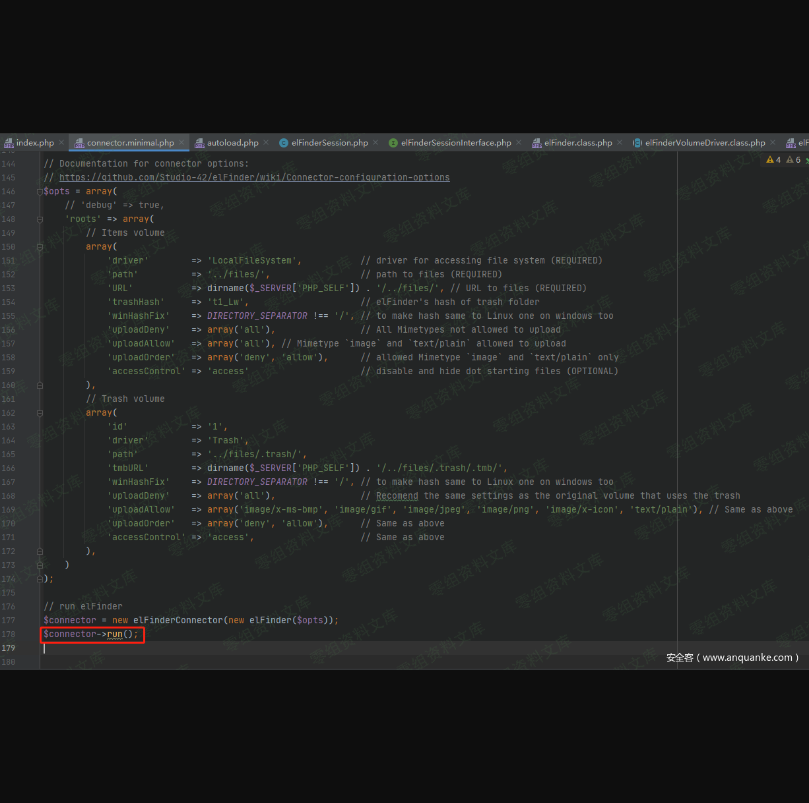 index.php × connector.minimal.php × autoload.php × elFinderSession.php × elFinderSessionInterface.php × elFinder.class.php × elFinderVolumeDriver.class.php ×
4 6
144 // Documentation for connector options:
145 // https://github.com/Studio-42/elFinder/wiki/Connector-configuration-options
146 $opts = array(
147 // 'debug' => true,
148 'roots' => array(
149 // Items volume
150 array(
151 'driver' => 'LocalFileSystem', // driver for accessing file system (REQUIRED)
152 'path' => '../files/', // path to files (REQUIRED)
153 'URL' => dirname($_SERVER['PHP_SELF']) . '/../files/', // URL to files (REQUIRED)
154 'trashHash' => 't1_Lw', // elFinder's hash of trash folder
155 'winHashFix' => DIRECTORY_SEPARATOR !== '/', // to make hash same to Linux one on windows too
156 'uploadDeny' => array('all'), // All Mimetypes not allowed to upload
157 'uploadAllow' => array('all'), // Mimetype `image` and `text/plain` allowed to upload
158 'uploadOrder' => array('deny', 'allow'), // allowed Mimetype `image` and `text/plain` only
159 'accessControl' => 'access' // disable and hide dot starting files (OPTIONAL)
160 ),
161 // Trash volume
162 array(
163 'id' => '1',
164 'driver' => 'Trash',
165 'path' => '../files/.trash/',
166 'tmbURL' => dirname($_SERVER['PHP_SELF']) . '/../files/.trash/.tmb/',
167 'winHashFix' => DIRECTORY_SEPARATOR !== '/', // to make hash same to Linux one on windows too
168 'uploadDeny' => array('all'), // Recomend the same settings as the original volume that uses the trash
169 'uploadAllow' => array('image/x-ms-bmp', 'image/gif', 'image/jpeg', 'image/png', 'image/x-icon', 'text/plain'), // Same as above
170 'uploadOrder' => array('deny', 'allow'), // Same as above
171 'accessControl' => 'access', // Same as above
172 ),
173 )
174 );
175
176 // run elFinder
177 $connector = new elFinderConnector(new elFinder($opts));
178 $connector->run();
179
180
零组资料文库
安全客（www.anquanke.com）